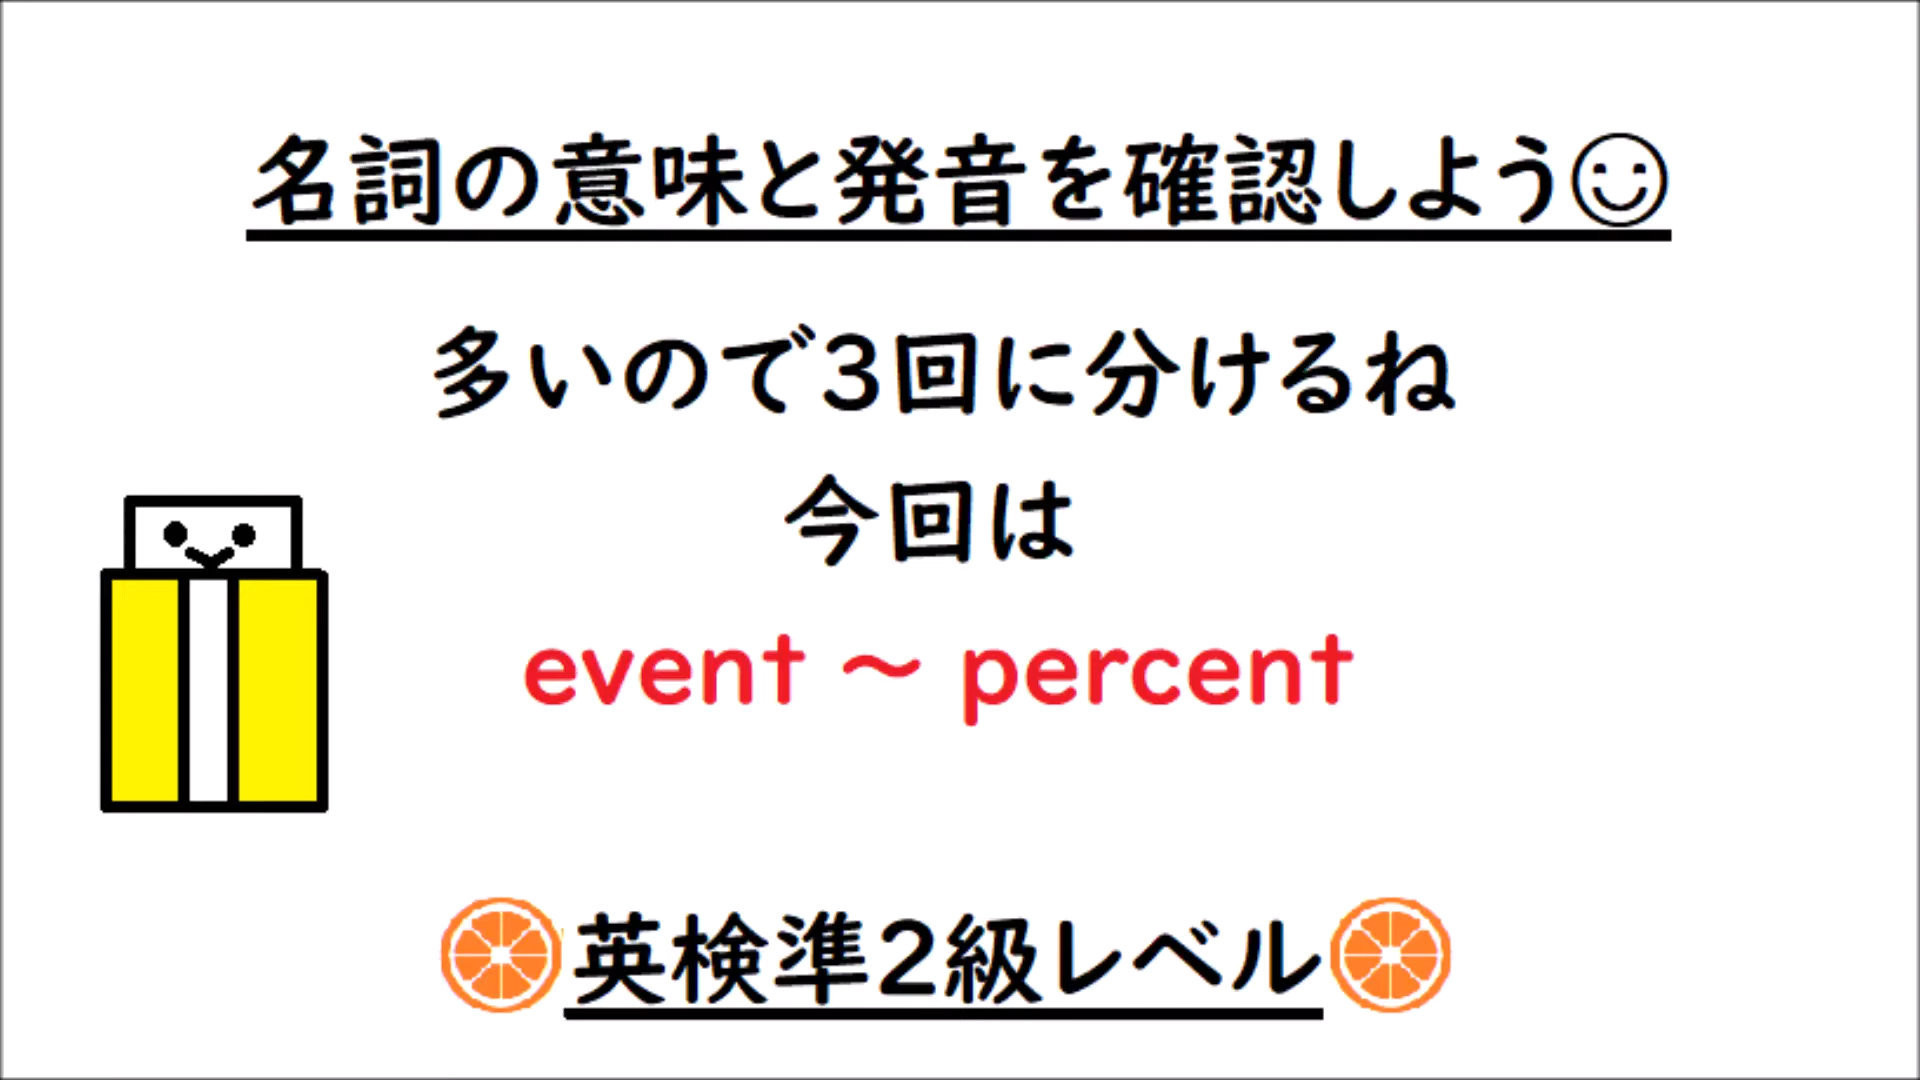 名詞の意味と発音を確認しよう☺
多いので3回に分けるね
今回は
event ～ percent
英検準2級レベル